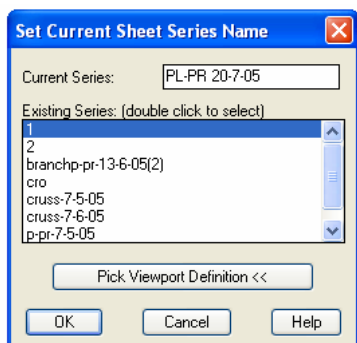 Set Current Sheet Series Name
Current Series: PL-PR 20-7-05
Existing Series: (double click to select)
1
2
branchp-pr-13-6-05(2)
cro
cruss-7-5-05
cruss-7-6-05
p-pr-7-5-05
Pick Viewport Definition <<
OK Cancel Help